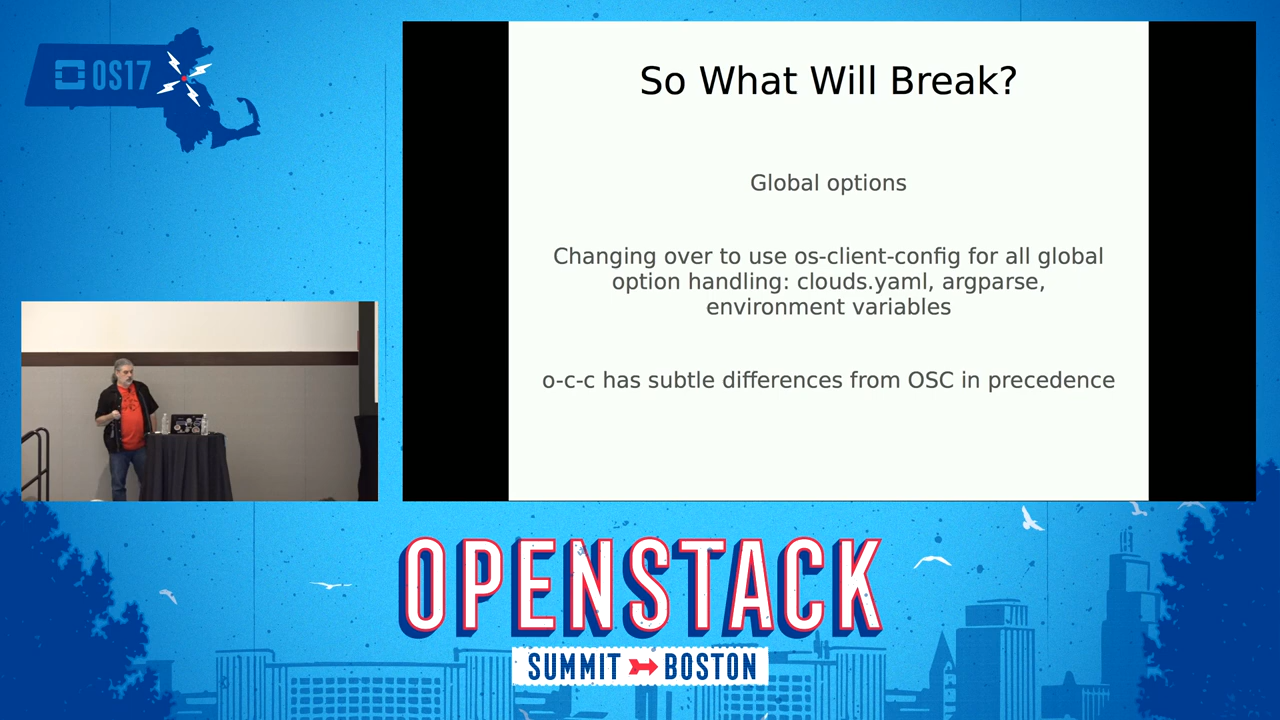 OS17
So What Will Break?
Global options
Changing over to use os-client-config for all global
option handling: clouds.yaml, argparse,
environment variables
o-c-c has subtle differences from OSC in precedence
OPENSTACK
SUMMIT BOSTON